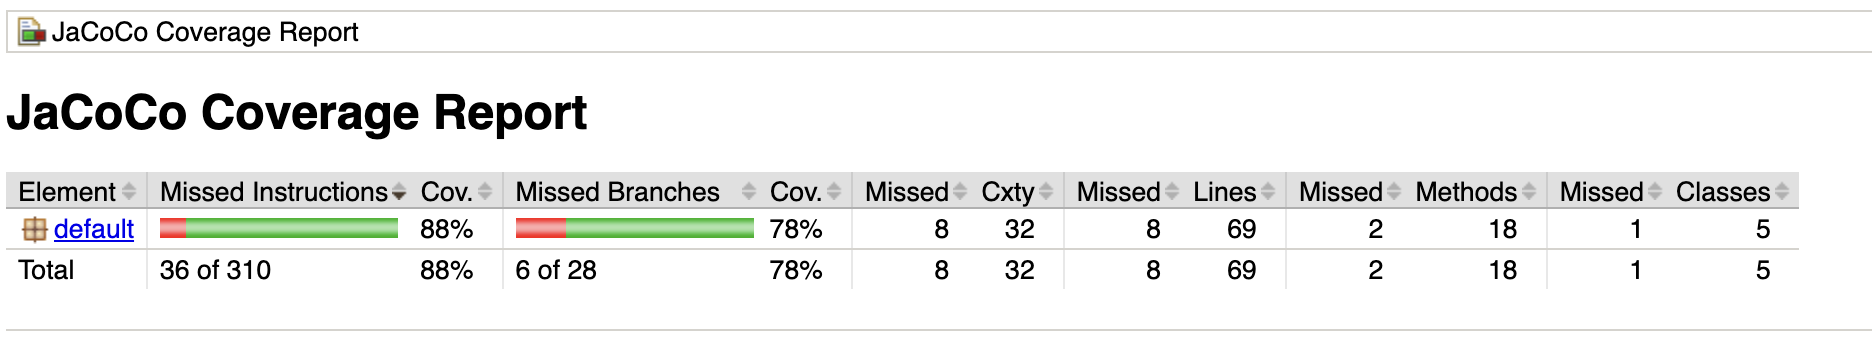 JaCoCo Coverage Report
JaCoCo Coverage Report
Element Missed Instructions Cov. Missed Branches Cov. Missed Cxty Missed Lines Missed Methods Missed Classes
default 88% 78% 8 32 8 69 2 18 1 5
Total 36 of 310 88% 6 of 28 78% 8 32 8 69 2 18 1 5